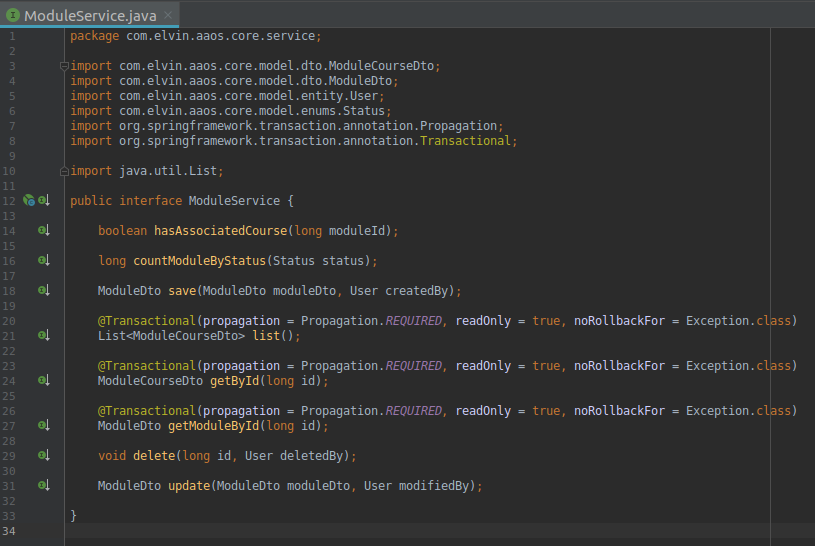 ModuleService.java
1 package com.elvin.aaos.core.service;
2
3 import com.elvin.aaos.core.model.dto.ModuleCourseDto;
4 import com.elvin.aaos.core.model.dto.ModuleDto;
5 import com.elvin.aaos.core.model.entity.User;
6 import com.elvin.aaos.core.model.enums.Status;
7 import org.springframework.transaction.annotation.Propagation;
8 import org.springframework.transaction.annotation.Transactional;
9
10 import java.util.List;
11
12 public interface ModuleService {
13
14 boolean hasAssociatedCourse(long moduleId);
15
16 long countModuleByStatus(Status status);
17
18 ModuleDto save(ModuleDto moduleDto, User createdBy);
19
20 @Transactional(propagation = Propagation.REQUIRED, readOnly = true, noRollbackFor = Exception.class)
21 List<ModuleCourseDto> list();
22
23 @Transactional(propagation = Propagation.REQUIRED, readOnly = true, noRollbackFor = Exception.class)
24 ModuleCourseDto getById(long id);
25
26 @Transactional(propagation = Propagation.REQUIRED, readOnly = true, noRollbackFor = Exception.class)
27 ModuleDto getModuleById(long id);
28
29 void delete(long id, User deletedBy);
30
31 ModuleDto update(ModuleDto moduleDto, User modifiedBy);
32
33 }
34